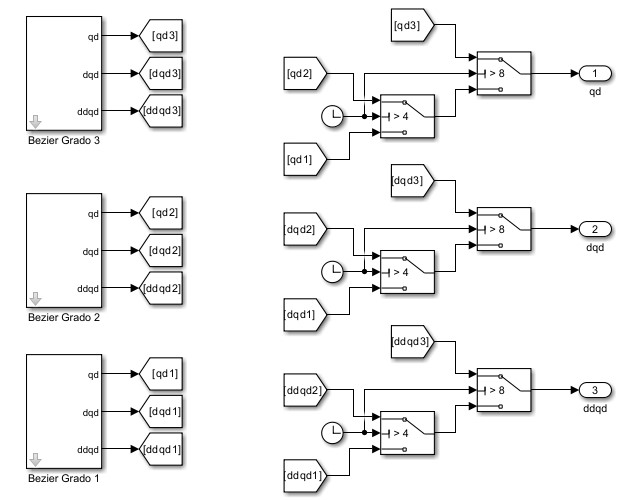 qd
[qd3]
dqd
[dqd3]
ddqd
[ddqd3]
Bezier Grado 3
qd
[qd2]
dqd
[dqd2]
ddqd
[ddqd2]
Bezier Grado 2
qd
[qd1]
dqd
[dqd1]
ddqd
[ddqd1]
Bezier Grado 1
[qd3]
[qd2]
> 8
1
qd
> 4
[qd1]
[dqd3]
[dqd2]
> 8
2
dqd
> 4
[dqd1]
[ddqd3]
[ddqd2]
> 8
3
ddqd
> 4
[ddqd1]